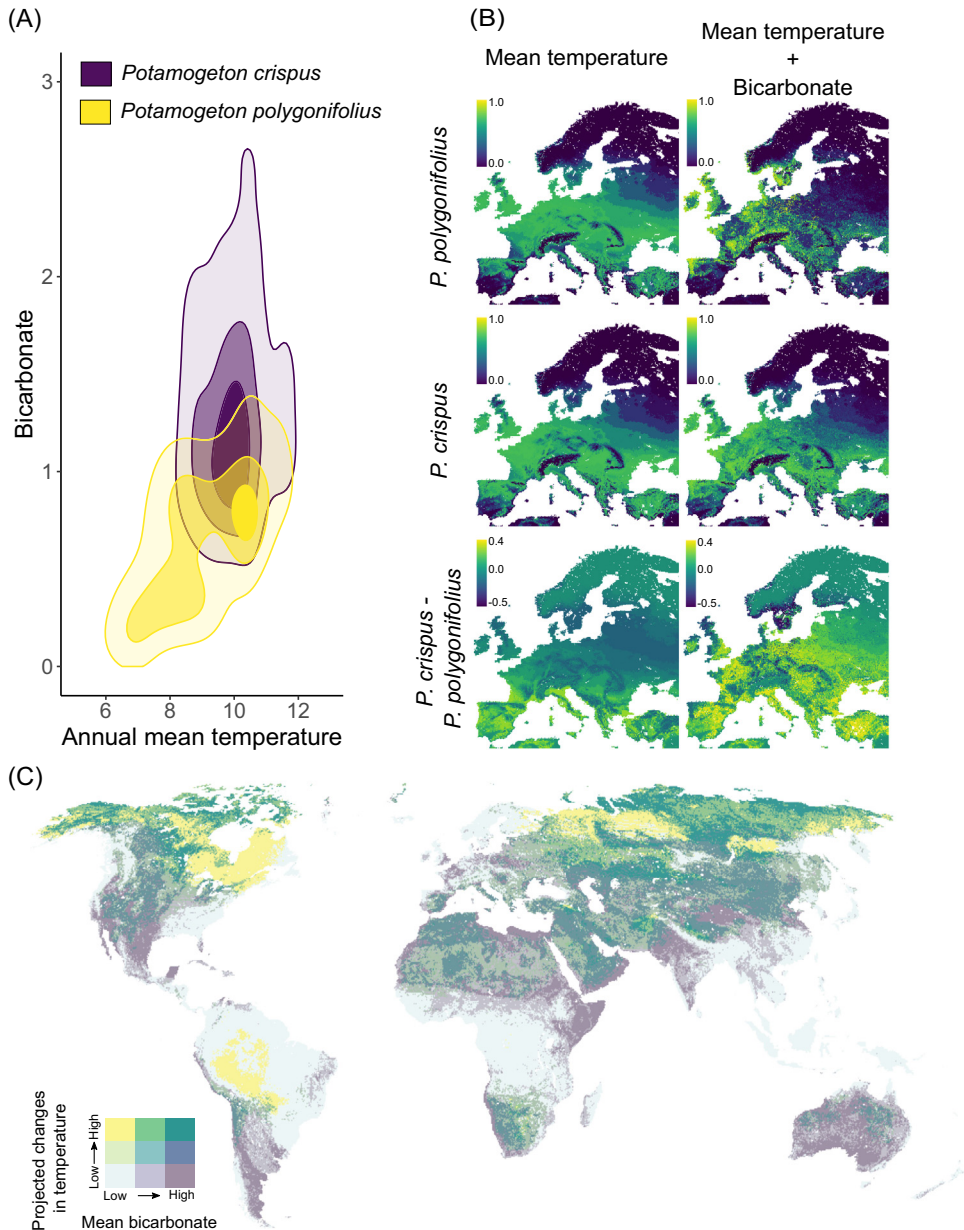 (A)
Potamogeton crispus
Potamogeton polygonifolius
3
2
1
0
Bicarbonate
6 8 10 12
Annual mean temperature
(B)
Mean temperature
Mean temperature
+
Bicarbonate
P. polygonifolius
1.0
0.0
1.0
0.0
P. crispus
1.0
0.0
1.0
0.0
P. crispus -
P. polygonifolius
0.4
0.0
-0.5
0.4
0.0
-0.5
(C)
Projected changes
in temperature
Low High
Low High
Mean bicarbonate